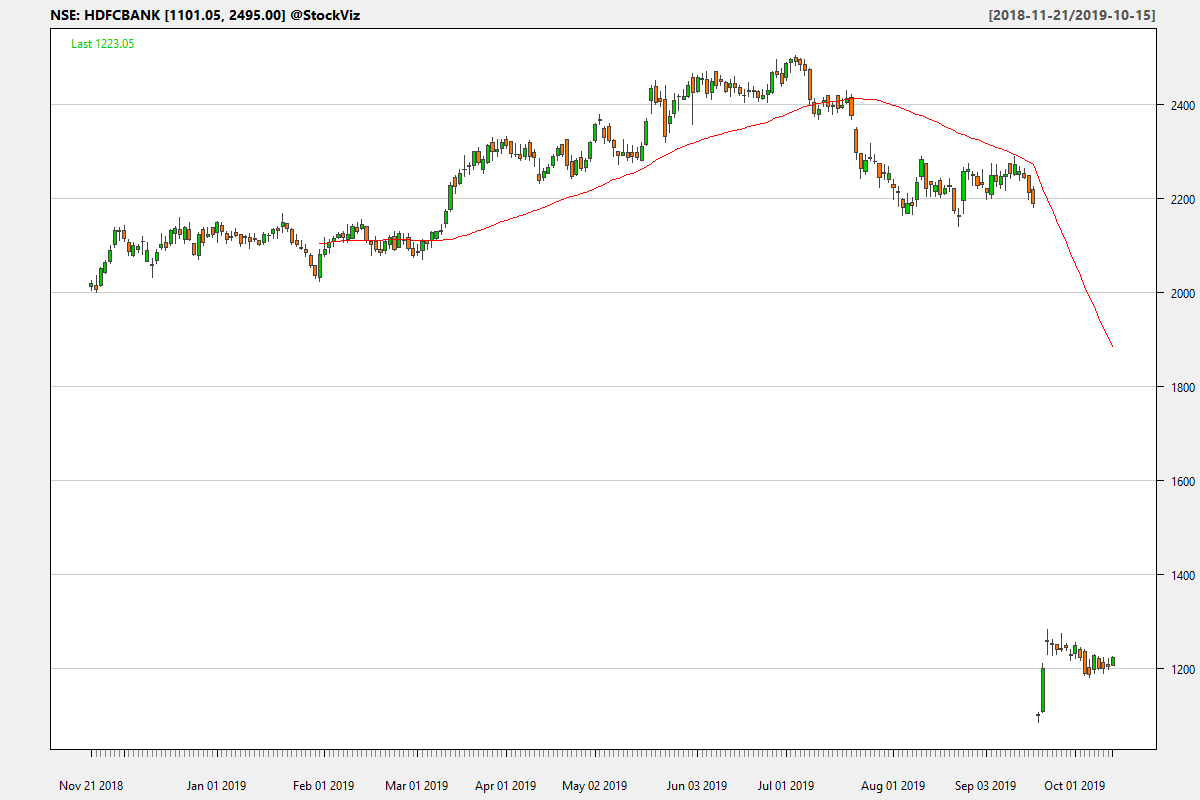 NSE: HDFCBANK [1101.05, 2495.00] @StockViz [2018-11-21/2019-10-15]
Last 1223.05
2400
2200
2000
1800
1600
1400
1200
Nov 21 2018 Jan 01 2019 Feb 01 2019 Mar 01 2019 Apr 01 2019 May 02 2019 Jun 03 2019 Jul 01 2019 Aug 01 2019 Sep 03 2019 Oct 01 2019